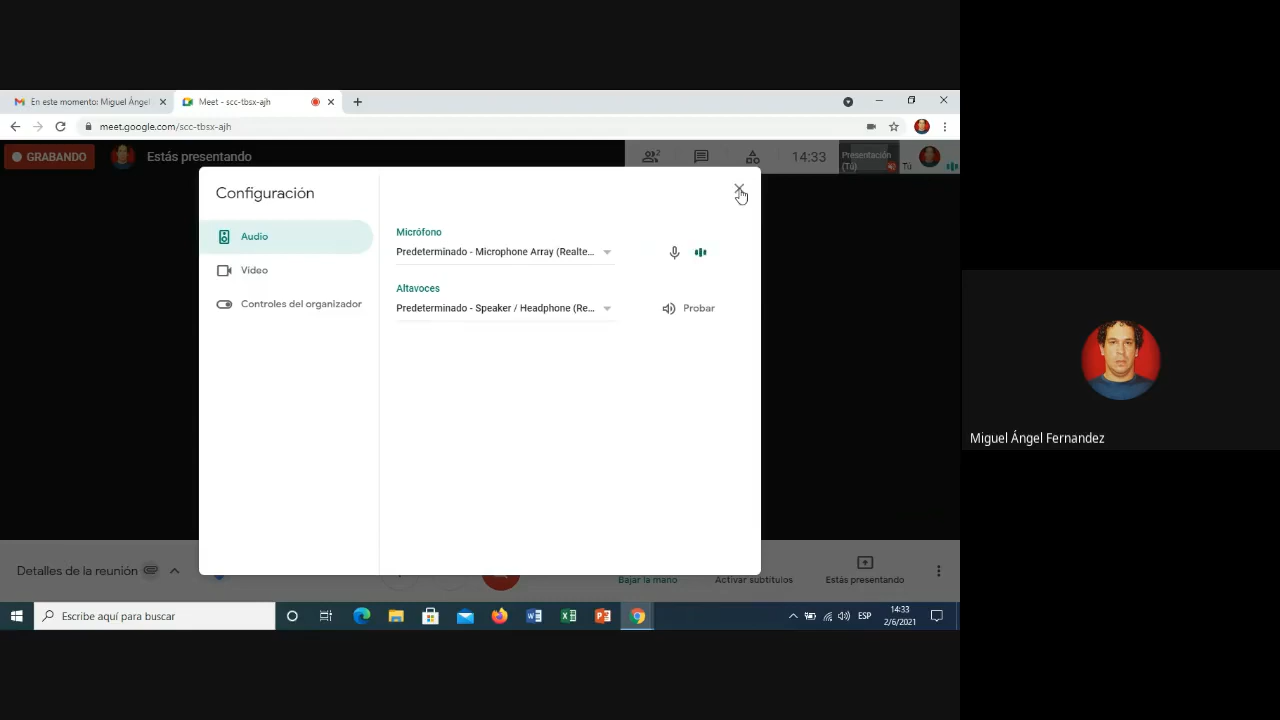 En este momento: Miguel Ángel
Meet - scc-tbsx-ajh
meet.google.com/scc-tbsx-ajh
GRABANDO
Estás presentando
2
14:33
Presentación (Tú)
Tú
Configuración
Audio
Video
Controles del organizador
Micrófono
Predeterminado - Microphone Array (Realte...
Altavoces
Predeterminado - Speaker / Headphone (Re...
Probar
Miguel Ángel Fernandez
Detalles de la reunión
Bajar la mano
Activar subtítulos
Estás presentando
Escribe aquí para buscar
ESP
14:33
2/6/2021